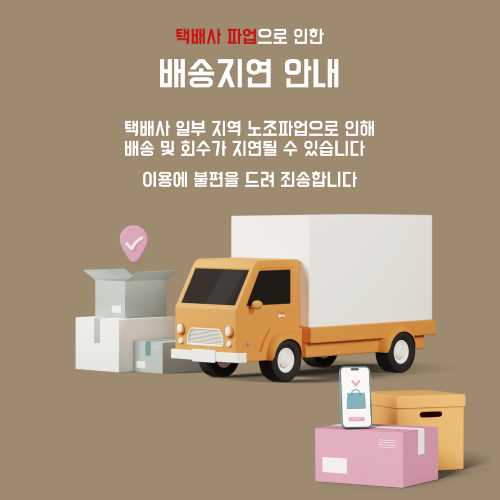 택배사 파업으로 인한
배송지연 안내
택배사 일부 지역 노조파업으로 인해
배송 및 회수가 지연될 수 있습니다
이용에 불편을 드려 죄송합니다